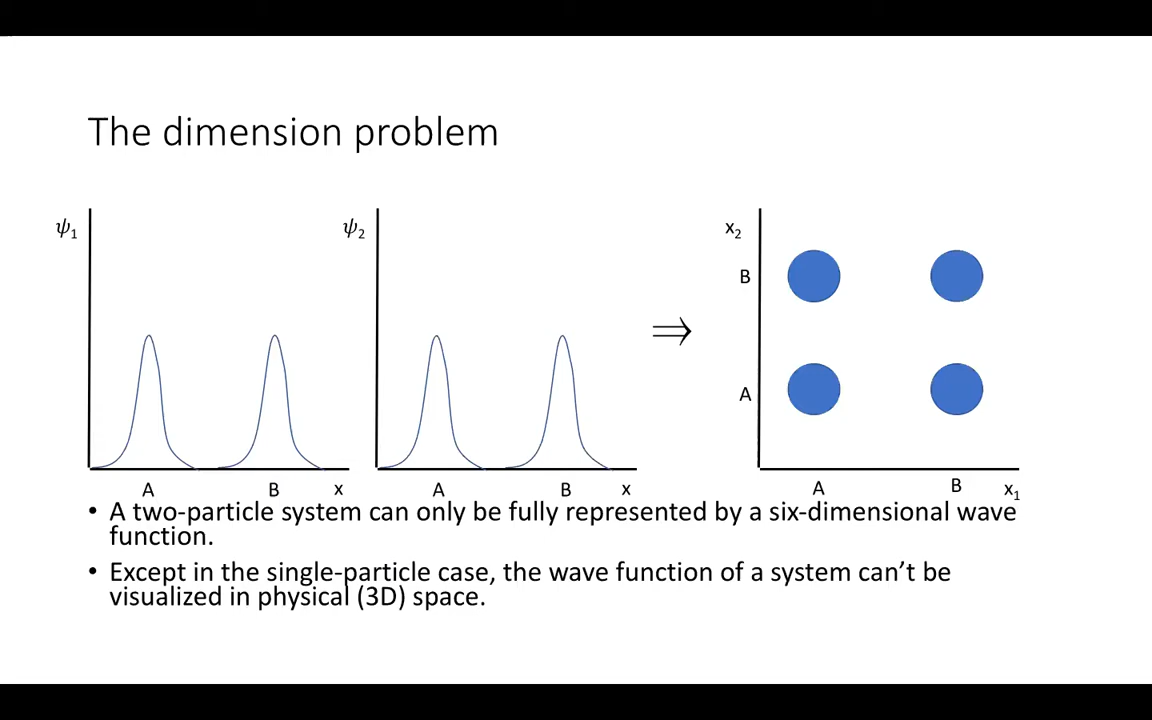 The dimension problem
ψ₁
ψ₂
x₂
B
B
A
⇒
A
A B x
A B x
A B x₁
• A two-particle system can only be fully represented by a six-dimensional wave
function.
• Except in the single-particle case, the wave function of a system can’t be
visualized in physical (3D) space.